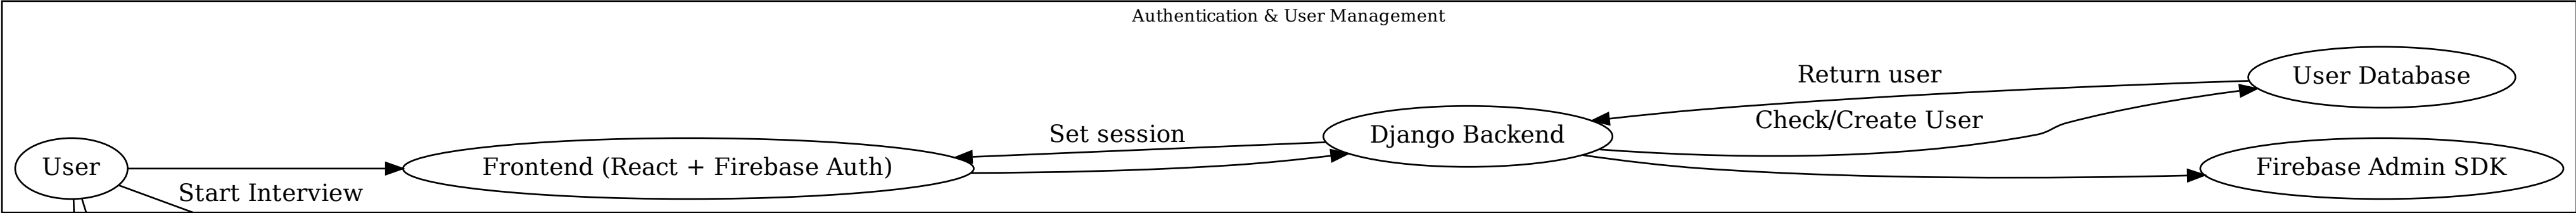 Authentication & User Management
Return user
User Database
Check/Create User
Set session
Django Backend
User
Frontend (React + Firebase Auth)
Firebase Admin SDK
Start Interview